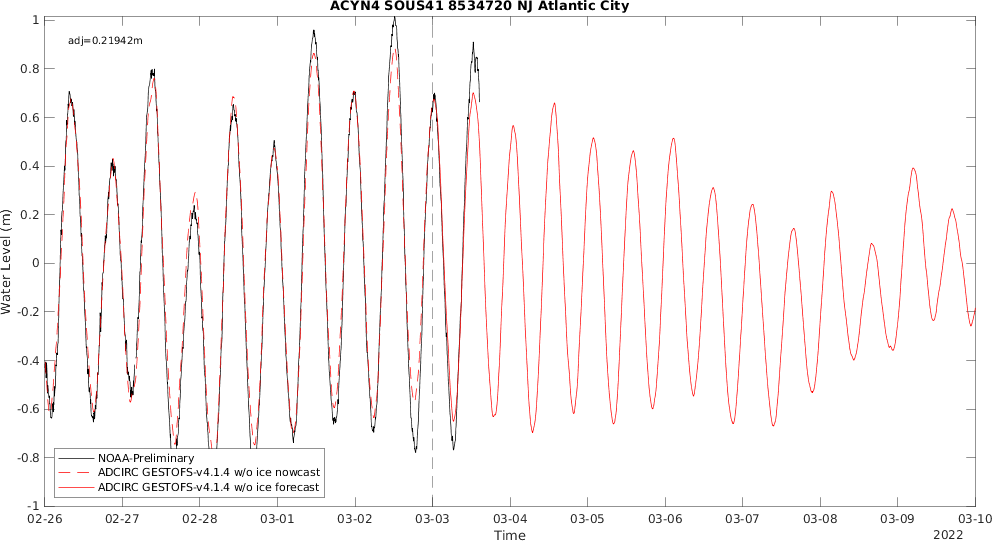 ACYN4 SOUS41 8534720 NJ Atlantic City
adj=0.21942m
1
0.8
0.6
0.4
0.2
0
-0.2
-0.4
-0.6
-0.8
-1
Water Level (m)
NOAA-Preliminary
ADCIRC GESTOFS-v4.1.4 w/o ice nowcast
ADCIRC GESTOFS-v4.1.4 w/o ice forecast
02-26 02-27 02-28 03-01 03-02 03-03 03-04 03-05 03-06 03-07 03-08 03-09 03-10
Time
2022